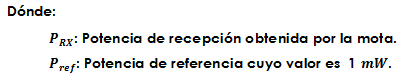 Dónde:
P_RX: Potencia de recepción obtenida por la mota.
P_ref: Potencia de referencia cuyo valor es 1 mW.